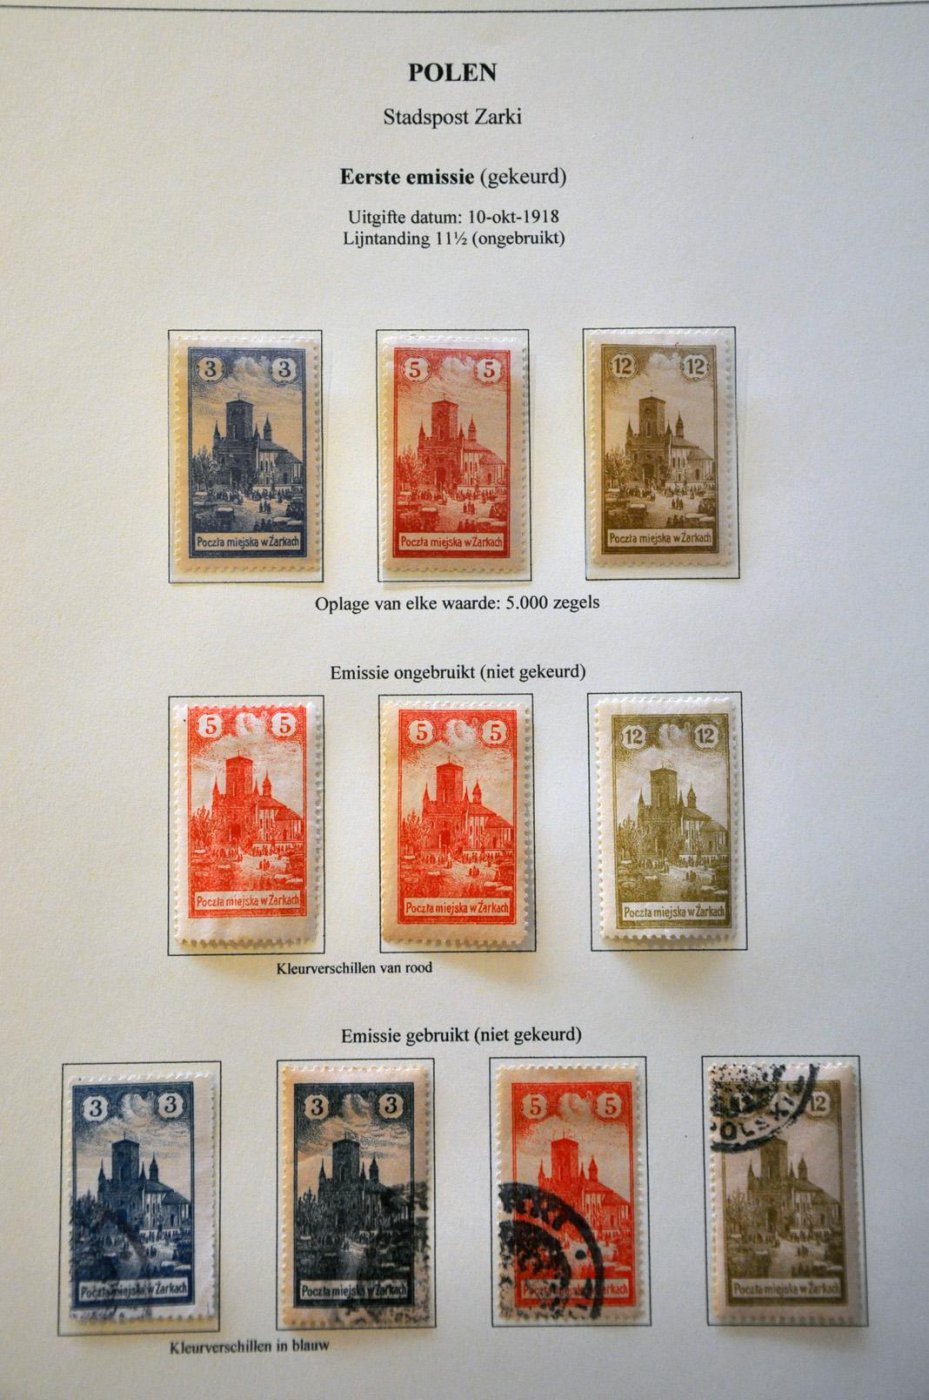 POLEN
Stadspost Zarki
Eerste emissie (gekeurd)
Uitgifte datum: 10-okt-1918
Lijntanding 11½ (ongebruikt)
3 3
Poczta miejska w Żarkach
5 5
Poczta miejska w Żarkach
12 12
Poczta miejska w Żarkach
Oplage van elke waarde: 5.000 zegels
Emissie ongebruikt (niet gekeurd)
5 5
Poczta miejska w Żarkach
5 5
Poczta miejska w Żarkach
12 12
Poczta miejska w Żarkach
Kleurverschillen van rood
Emissie gebruikt (niet gekeurd)
3 3
Poczta miejska w Żarkach
3 3
Poczta miejska w Żarkach
5 5
Poczta miejska w Żarkach
12
Poczta miejska w Żarkach
Kleurverschillen in blauw